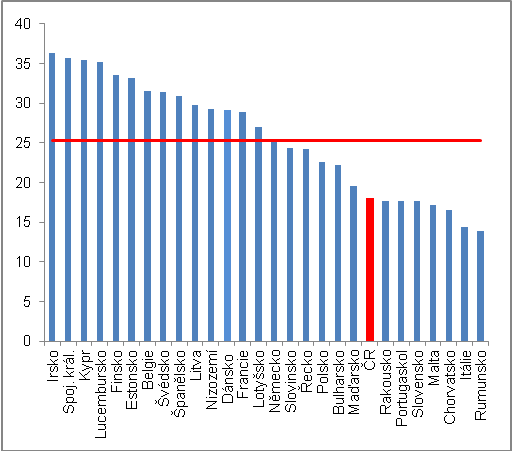 40
35
30
25
20
15
10
5
0
Irsko
Spoj. král.
Kypr
Lucembursko
Finsko
Estonsko
Belgie
Švédsko
Španělsko
Litva
Nizozemí
Dánsko
Francie
Lotyšsko
Německo
Slovinsko
Řecko
Polsko
Bulharsko
Maďarsko
ČR
Rakousko
Portugaskol
Slovensko
Malta
Chorvatsko
Itálie
Rumunsko